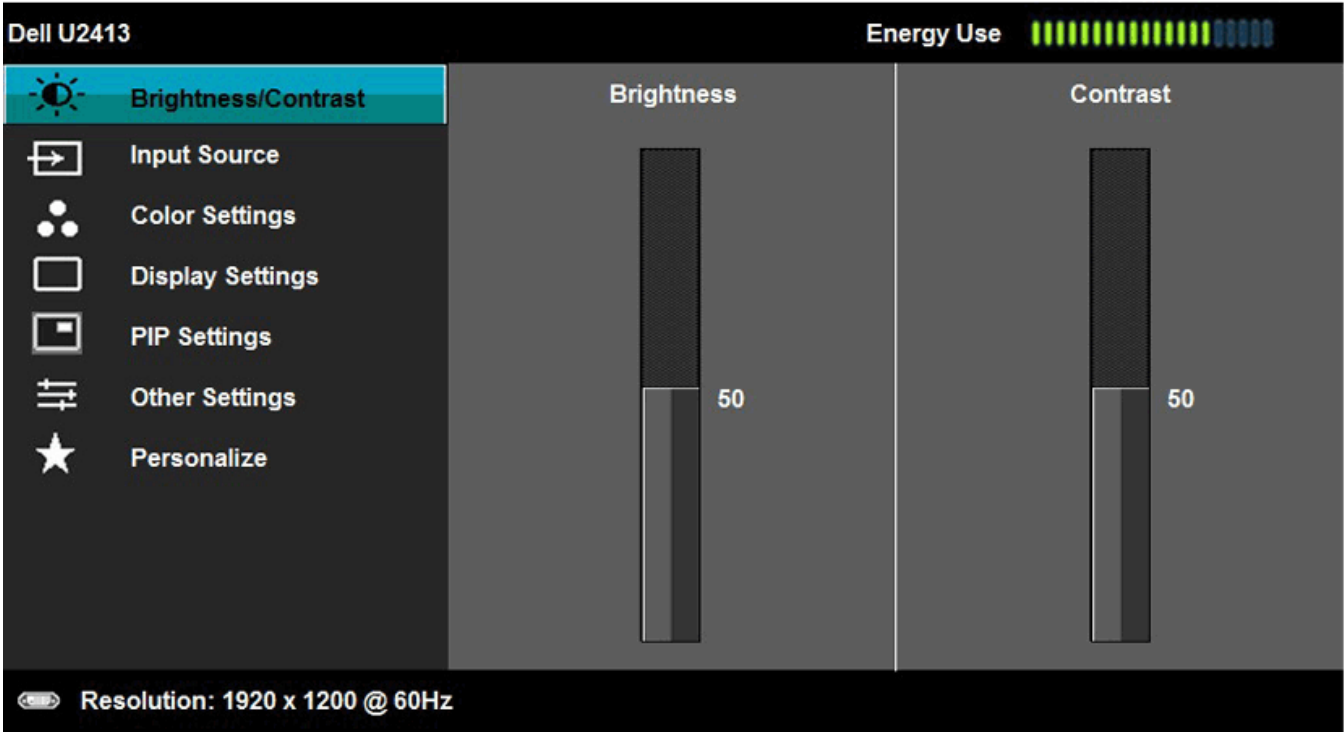 Dell U2413
Energy Use
Brightness/Contrast
Input Source
Color Settings
Display Settings
PIP Settings
Other Settings
Personalize
Brightness
50
Contrast
50
Resolution: 1920 x 1200 @ 60Hz